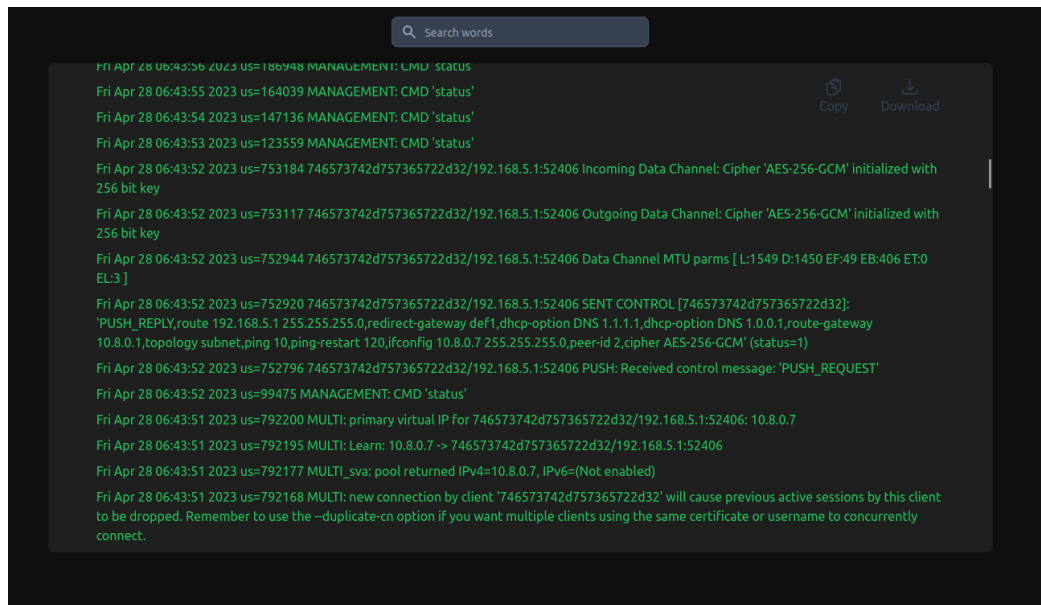 Search words
Fri Apr 28 06:43:56 2023 us=186948 MANAGEMENT: CMD 'status'
Copy
Download
Fri Apr 28 06:43:55 2023 us=164039 MANAGEMENT: CMD 'status'
Fri Apr 28 06:43:54 2023 us=147136 MANAGEMENT: CMD 'status'
Fri Apr 28 06:43:53 2023 us=123559 MANAGEMENT: CMD 'status'
Fri Apr 28 06:43:52 2023 us=753184 746573742d757365722d32/192.168.5.1:52406 Incoming Data Channel: Cipher 'AES-256-GCM' initialized with
256 bit key
Fri Apr 28 06:43:52 2023 us=753117 746573742d757365722d32/192.168.5.1:52406 Outgoing Data Channel: Cipher 'AES-256-GCM' initialized with
256 bit key
Fri Apr 28 06:43:52 2023 us=752944 746573742d757365722d32/192.168.5.1:52406 Data Channel MTU parms [ L:1549 D:1450 EF:49 EB:406 ET:0
EL:3 ]
Fri Apr 28 06:43:52 2023 us=752920 746573742d757365722d32/192.168.5.1:52406 SENT CONTROL [746573742d757365722d32]:
'PUSH_REPLY,route 192.168.5.1 255.255.255.0,redirect-gateway def1,dhcp-option DNS 1.1.1.1,dhcp-option DNS 1.0.0.1,route-gateway
10.8.0.1,topology subnet,ping 10,ping-restart 120,ifconfig 10.8.0.7 255.255.255.0,peer-id 2,cipher AES-256-GCM' (status=1)
Fri Apr 28 06:43:52 2023 us=752796 746573742d757365722d32/192.168.5.1:52406 PUSH: Received control message: 'PUSH_REQUEST'
Fri Apr 28 06:43:52 2023 us=99475 MANAGEMENT: CMD 'status'
Fri Apr 28 06:43:51 2023 us=792200 MULTI: primary virtual IP for 746573742d757365722d32/192.168.5.1:52406: 10.8.0.7
Fri Apr 28 06:43:51 2023 us=792195 MULTI: Learn: 10.8.0.7 -> 746573742d757365722d32/192.168.5.1:52406
Fri Apr 28 06:43:51 2023 us=792177 MULTI_sva: pool returned IPv4=10.8.0.7, IPv6=(Not enabled)
Fri Apr 28 06:43:51 2023 us=792168 MULTI: new connection by client '746573742d757365722d32' will cause previous active sessions by this client
to be dropped. Remember to use the --duplicate-cn option if you want multiple clients using the same certificate or username to concurrently
connect.